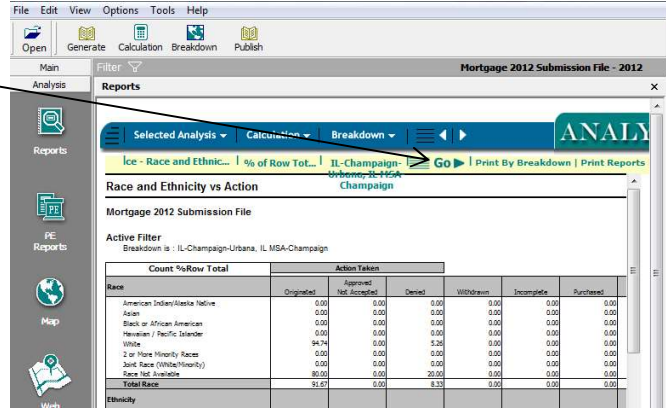 File Edit View Options Tools Help
Open Generate Calculation Breakdown Publish
Main Filter Mortgage 2012 Submission File - 2012
Analysis Reports x
Reports
PE
Reports
Map
Web
Selected Analysis Calculation Breakdown ANALY
ice - Race and Ethnic... | % of Row Tot... | IL-Champaign-Urbana, IL MSA-Champaign Go | Print By Breakdown | Print Reports
Race and Ethnicity vs Action
Mortgage 2012 Submission File
Active Filter
Breakdown is : IL-Champaign-Urbana, IL MSA-Champaign
Count %Row Total Action Taken
Race Originated Approved Not Accepted Denied Withdrawn Incomplete Purchased
American Indian/Alaska Native 0.00 0.00 0.00 0.00 0.00 0.00
Asian 0.00 0.00 0.00 0.00 0.00 0.00
Black or African American 0.00 0.00 0.00 0.00 0.00 0.00
Hawaiian / Pacific Islander 0.00 0.00 0.00 0.00 0.00 0.00
White 94.74 0.00 5.26 0.00 0.00 0.00
2 or More Minority Races 0.00 0.00 0.00 0.00 0.00 0.00
Joint Race (White/Minority) 0.00 0.00 0.00 0.00 0.00 0.00
Race Not Available 80.00 0.00 20.00 0.00 0.00 0.00
Total Race 91.67 0.00 8.33 0.00 0.00 0.00
Ethnicity